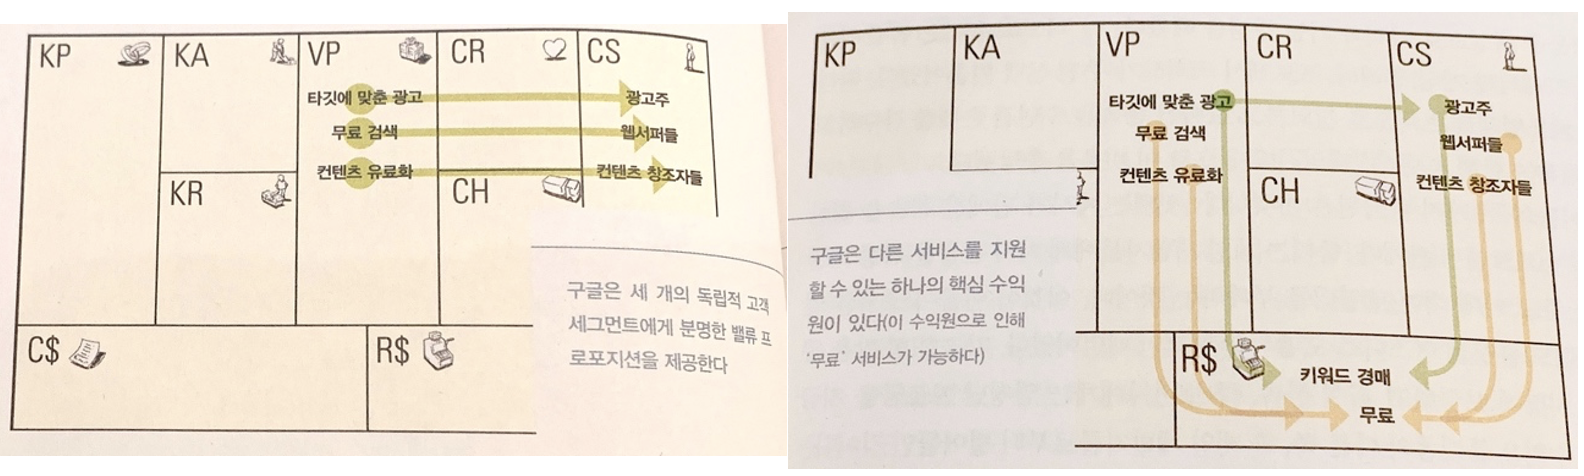 KP
KA
VP
CR
CS
타깃에 맞춘 광고
광고주
무료 검색
웹서퍼들
컨텐츠 유료화
컨텐츠 창조자들
KR
CH
구글은 세 개의 독립적 고객
세그먼트에게 분명한 밸류 프
로포지션을 제공한다
C$
R$
KP
KA
VP
CR
CS
타깃에 맞춘 광고
광고주
무료 검색
웹서퍼들
컨텐츠 유료화
컨텐츠 창조자들
CH
구글은 다른 서비스를 지원
할 수 있는 하나의 핵심 수익
원이 있다(이 수익원으로 인해
‘무료’ 서비스가 가능하다)
R$
키워드 경매
무료